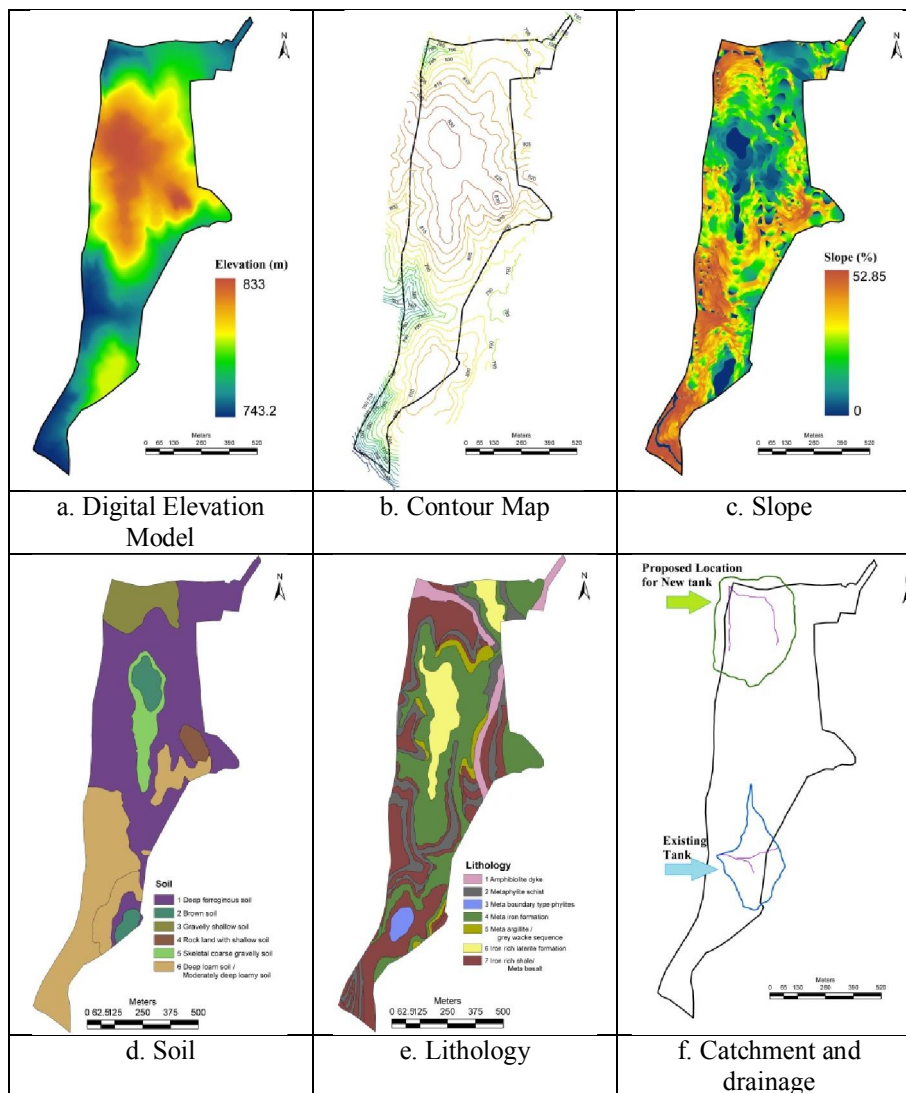 N
Elevation (m)
833
743.2
Meters
0 65 130 260 390 520
a. Digital Elevation
Model
N
Meters
0 65 130 260 390 520
b. Contour Map
N
Slope (%)
52.85
0
Meters
0 65 130 260 390 520
c. Slope
N
Soil
1 Deep ferroginous soil
2 Brown soil
3 Gravelly shallow soil
4 Rock land with shallow soil
5 Skeletal coarse gravelly soil
6 Deep loam soil /
Moderately deep loamy soil
Meters
0 62.5125 250 375 500
d. Soil
N
Lithology
1 Amphibiolite dyke
2 Metaphylite schist
3 Meta boundary type phylites
4 Meta iron formation
5 Meta argillite /
grey wacke sequence
6 Iron rich laterite formation
7 Iron rich shale/
Meta basalt
Meters
0 62.5125 250 375 500
e. Lithology
Proposed Location
for New tank
N
Existing
Tank
Meters
0 65 130 260 390 520
f. Catchment and
drainage